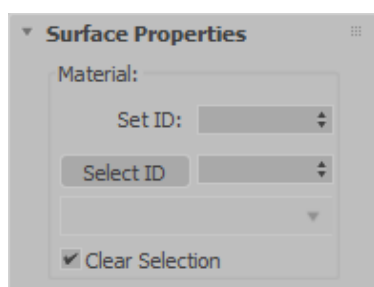 Surface Properties
Material:
Set ID:
Select ID
Clear Selection